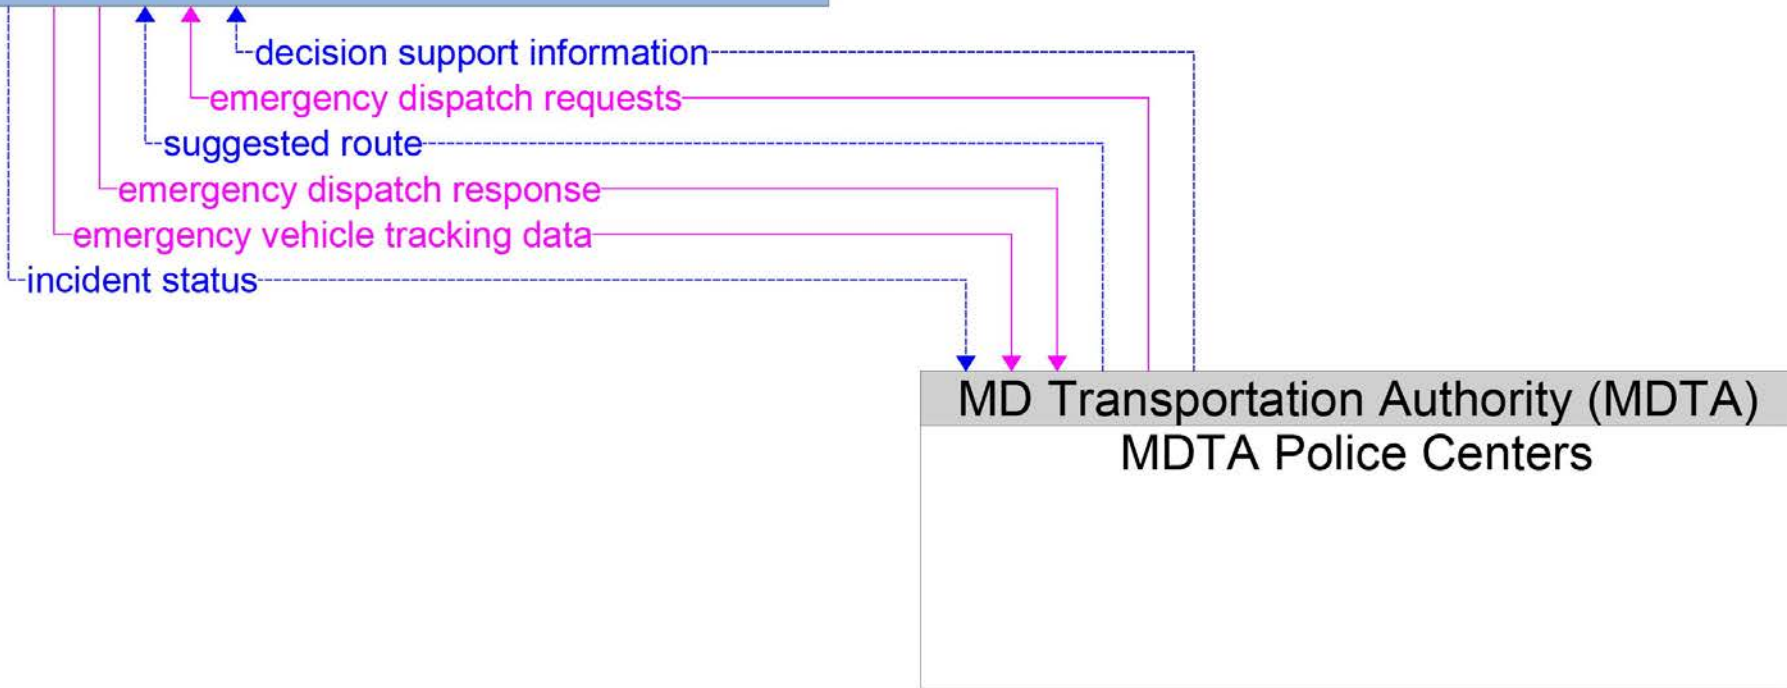 decision support information
emergency dispatch requests
suggested route
emergency dispatch response
emergency vehicle tracking data
incident status
MD Transportation Authority (MDTA)
MDTA Police Centers